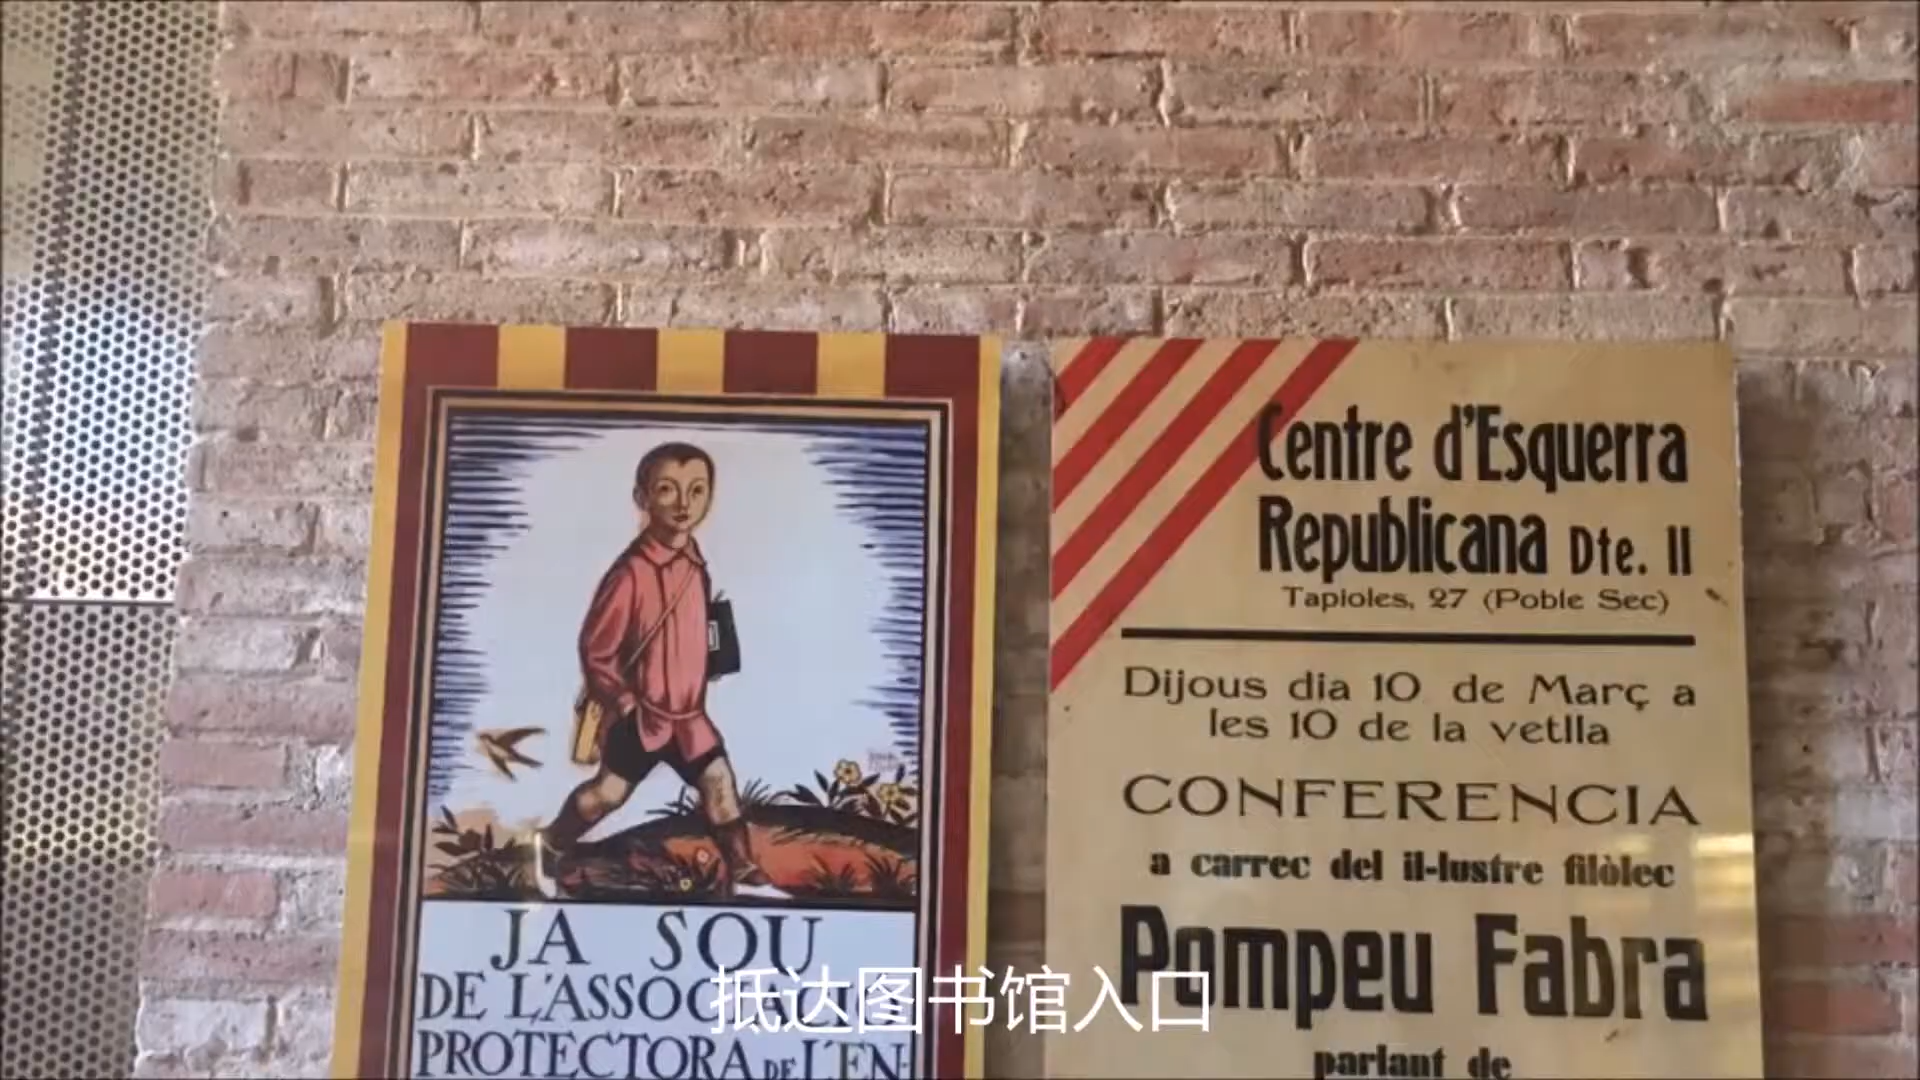 JA SOU
DE L'ASSOCIACIÓ
PROTECTORA DE L'EN-
Centre d'Esquerra
Republicana Dte. II
Tapioles, 27 (Poble Sec)
Dijous dia 10 de Març a
les 10 de la vetlla
CONFERENCIA
a carrec del il-lustre filòlec
Pompeu Fabra
parlant de
抵达图书馆入口